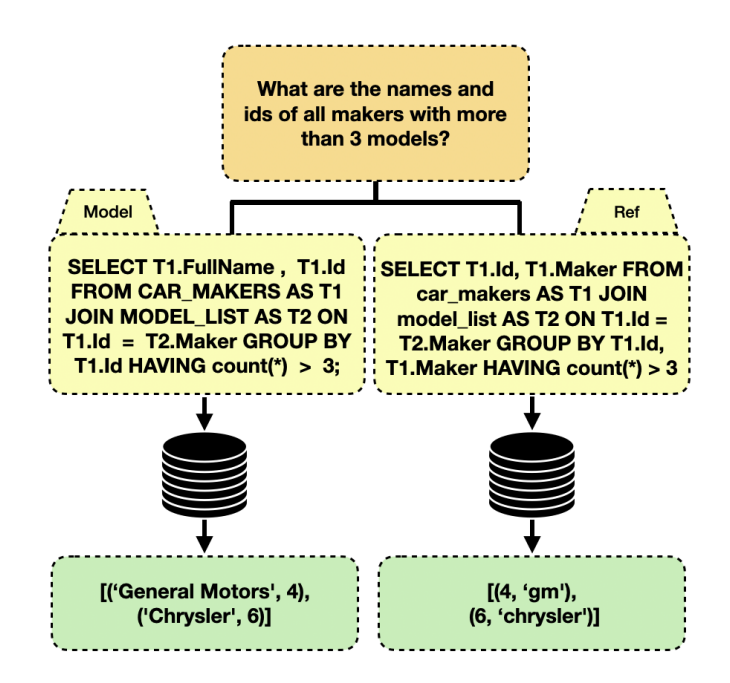 What are the names and
ids of all makers with more
than 3 models?
Model
SELECT T1.FullName , T1.Id
FROM CAR_MAKERS AS T1
JOIN MODEL_LIST AS T2 ON
T1.Id = T2.Maker GROUP BY
T1.Id HAVING count(*) > 3;
Ref
SELECT T1.Id, T1.Maker FROM
car_makers AS T1 JOIN
model_list AS T2 ON T1.Id =
T2.Maker GROUP BY T1.Id,
T1.Maker HAVING count(*) > 3
[(‘General Motors', 4),
('Chrysler', 6)]
[(4, ‘gm'),
(6, ‘chrysler')]